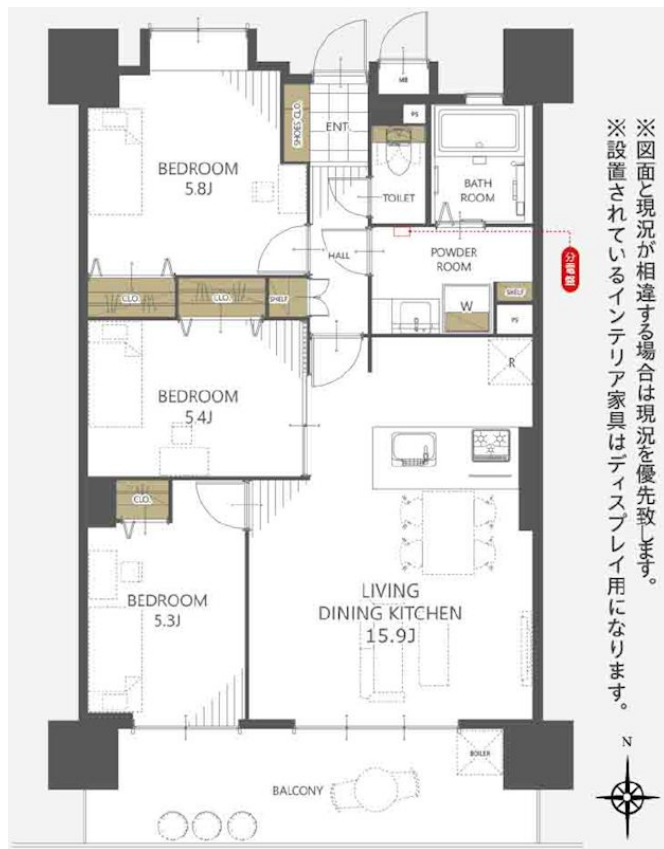 MB
PS
SHOES CLO.
ENT
BEDROOM
5.8J
TOILET
BATH
ROOM
HALL
POWDER
ROOM
分電盤
CLO.
CLO.
SHELF
W
SHELF
PS
BEDROOM
5.4J
R
CLO.
BEDROOM
5.3J
LIVING
DINING KITCHEN
15.9J
BOILER
BALCONY
※図面と現況が相違する場合は現況を優先致します。
※設置されているインテリア家具はディスプレイ用になります。
N